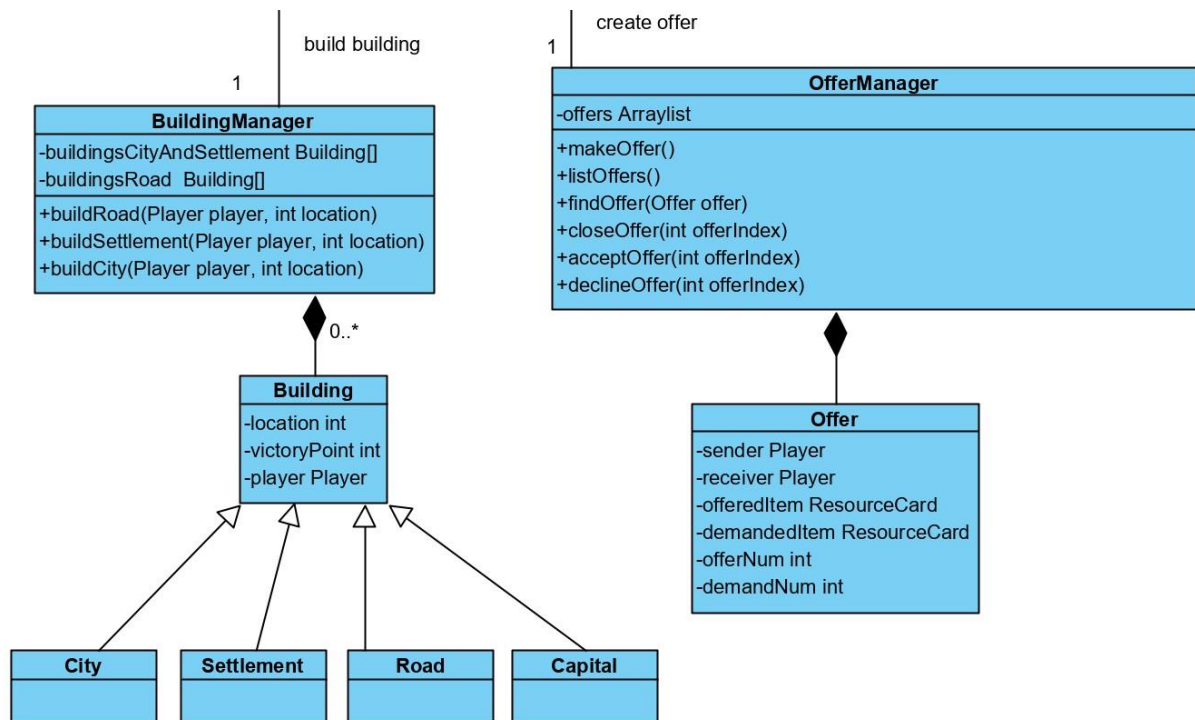 build building
1
BuildingManager
-buildingsCityAndSettlement Building[]
-buildingsRoad  Building[]
+buildRoad(Player player, int location)
+buildSettlement(Player player, int location)
+buildCity(Player player, int location)
0..*
Building
-location int
-victoryPoint int
-player Player
City
Settlement
Road
Capital
create offer
1
OfferManager
-offers Arraylist
+makeOffer()
+listOffers()
+findOffer(Offer offer)
+closeOffer(int offerIndex)
+acceptOffer(int offerIndex)
+declineOffer(int offerIndex)
Offer
-sender Player
-receiver Player
-offeredItem ResourceCard
-demandedItem ResourceCard
-offerNum int
-demandNum int